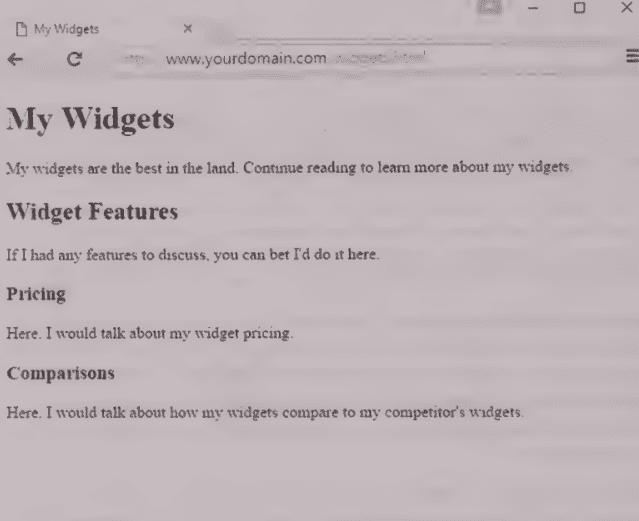 My Widgets
www.yourdomain.com
My Widgets
My widgets are the best in the land. Continue reading to learn more about my widgets.
Widget Features
If I had any features to discuss, you can bet I'd do it here.
Pricing
Here. I would talk about my widget pricing.
Comparisons
Here. I would talk about how my widgets compare to my competitor's widgets.